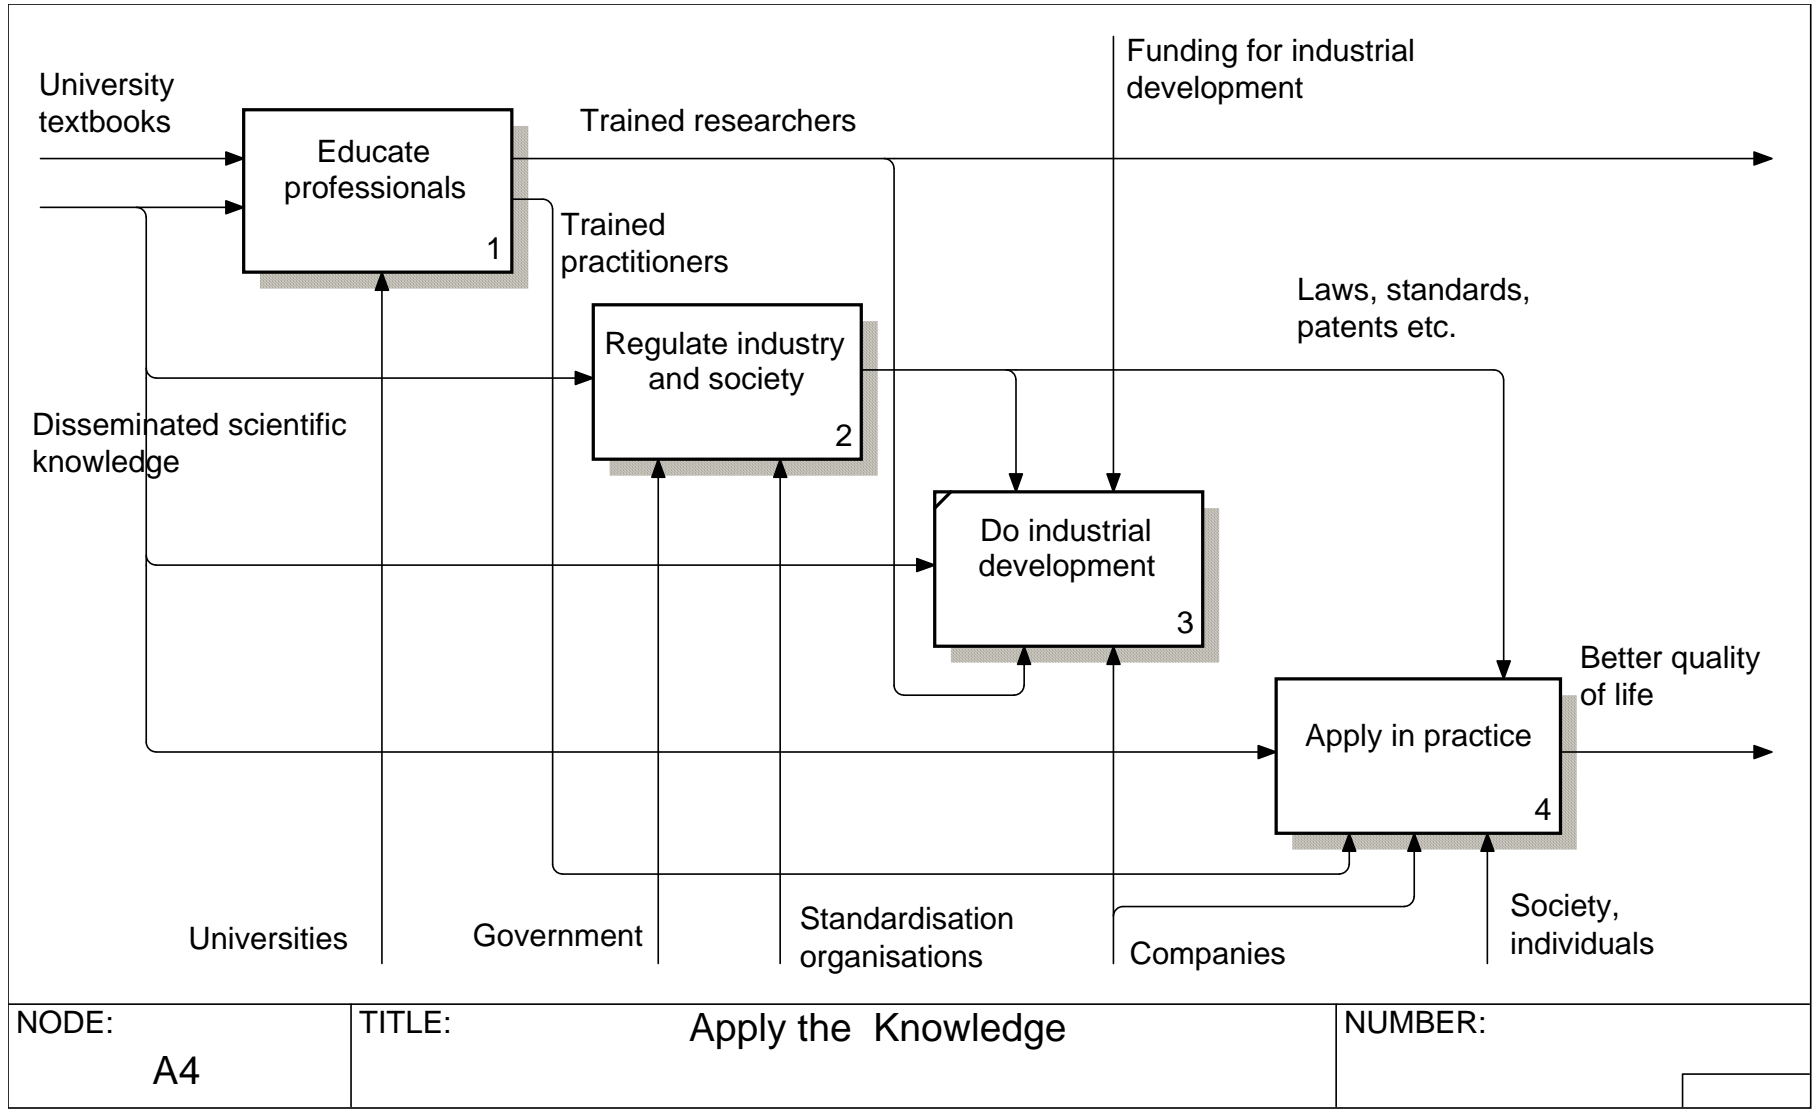 Funding for industrial
development
University
textbooks
Trained researchers
Educate
professionals
1
Trained
practitioners
Laws, standards,
patents etc.
Regulate industry
and society
2
Disseminated scientific
knowledge
Do industrial
development
3
Better quality
of life
Apply in practice
4
Universities
Government
Standardisation
organisations
Companies
Society,
individuals
NODE:
A4
TITLE:
Apply the  Knowledge
NUMBER: